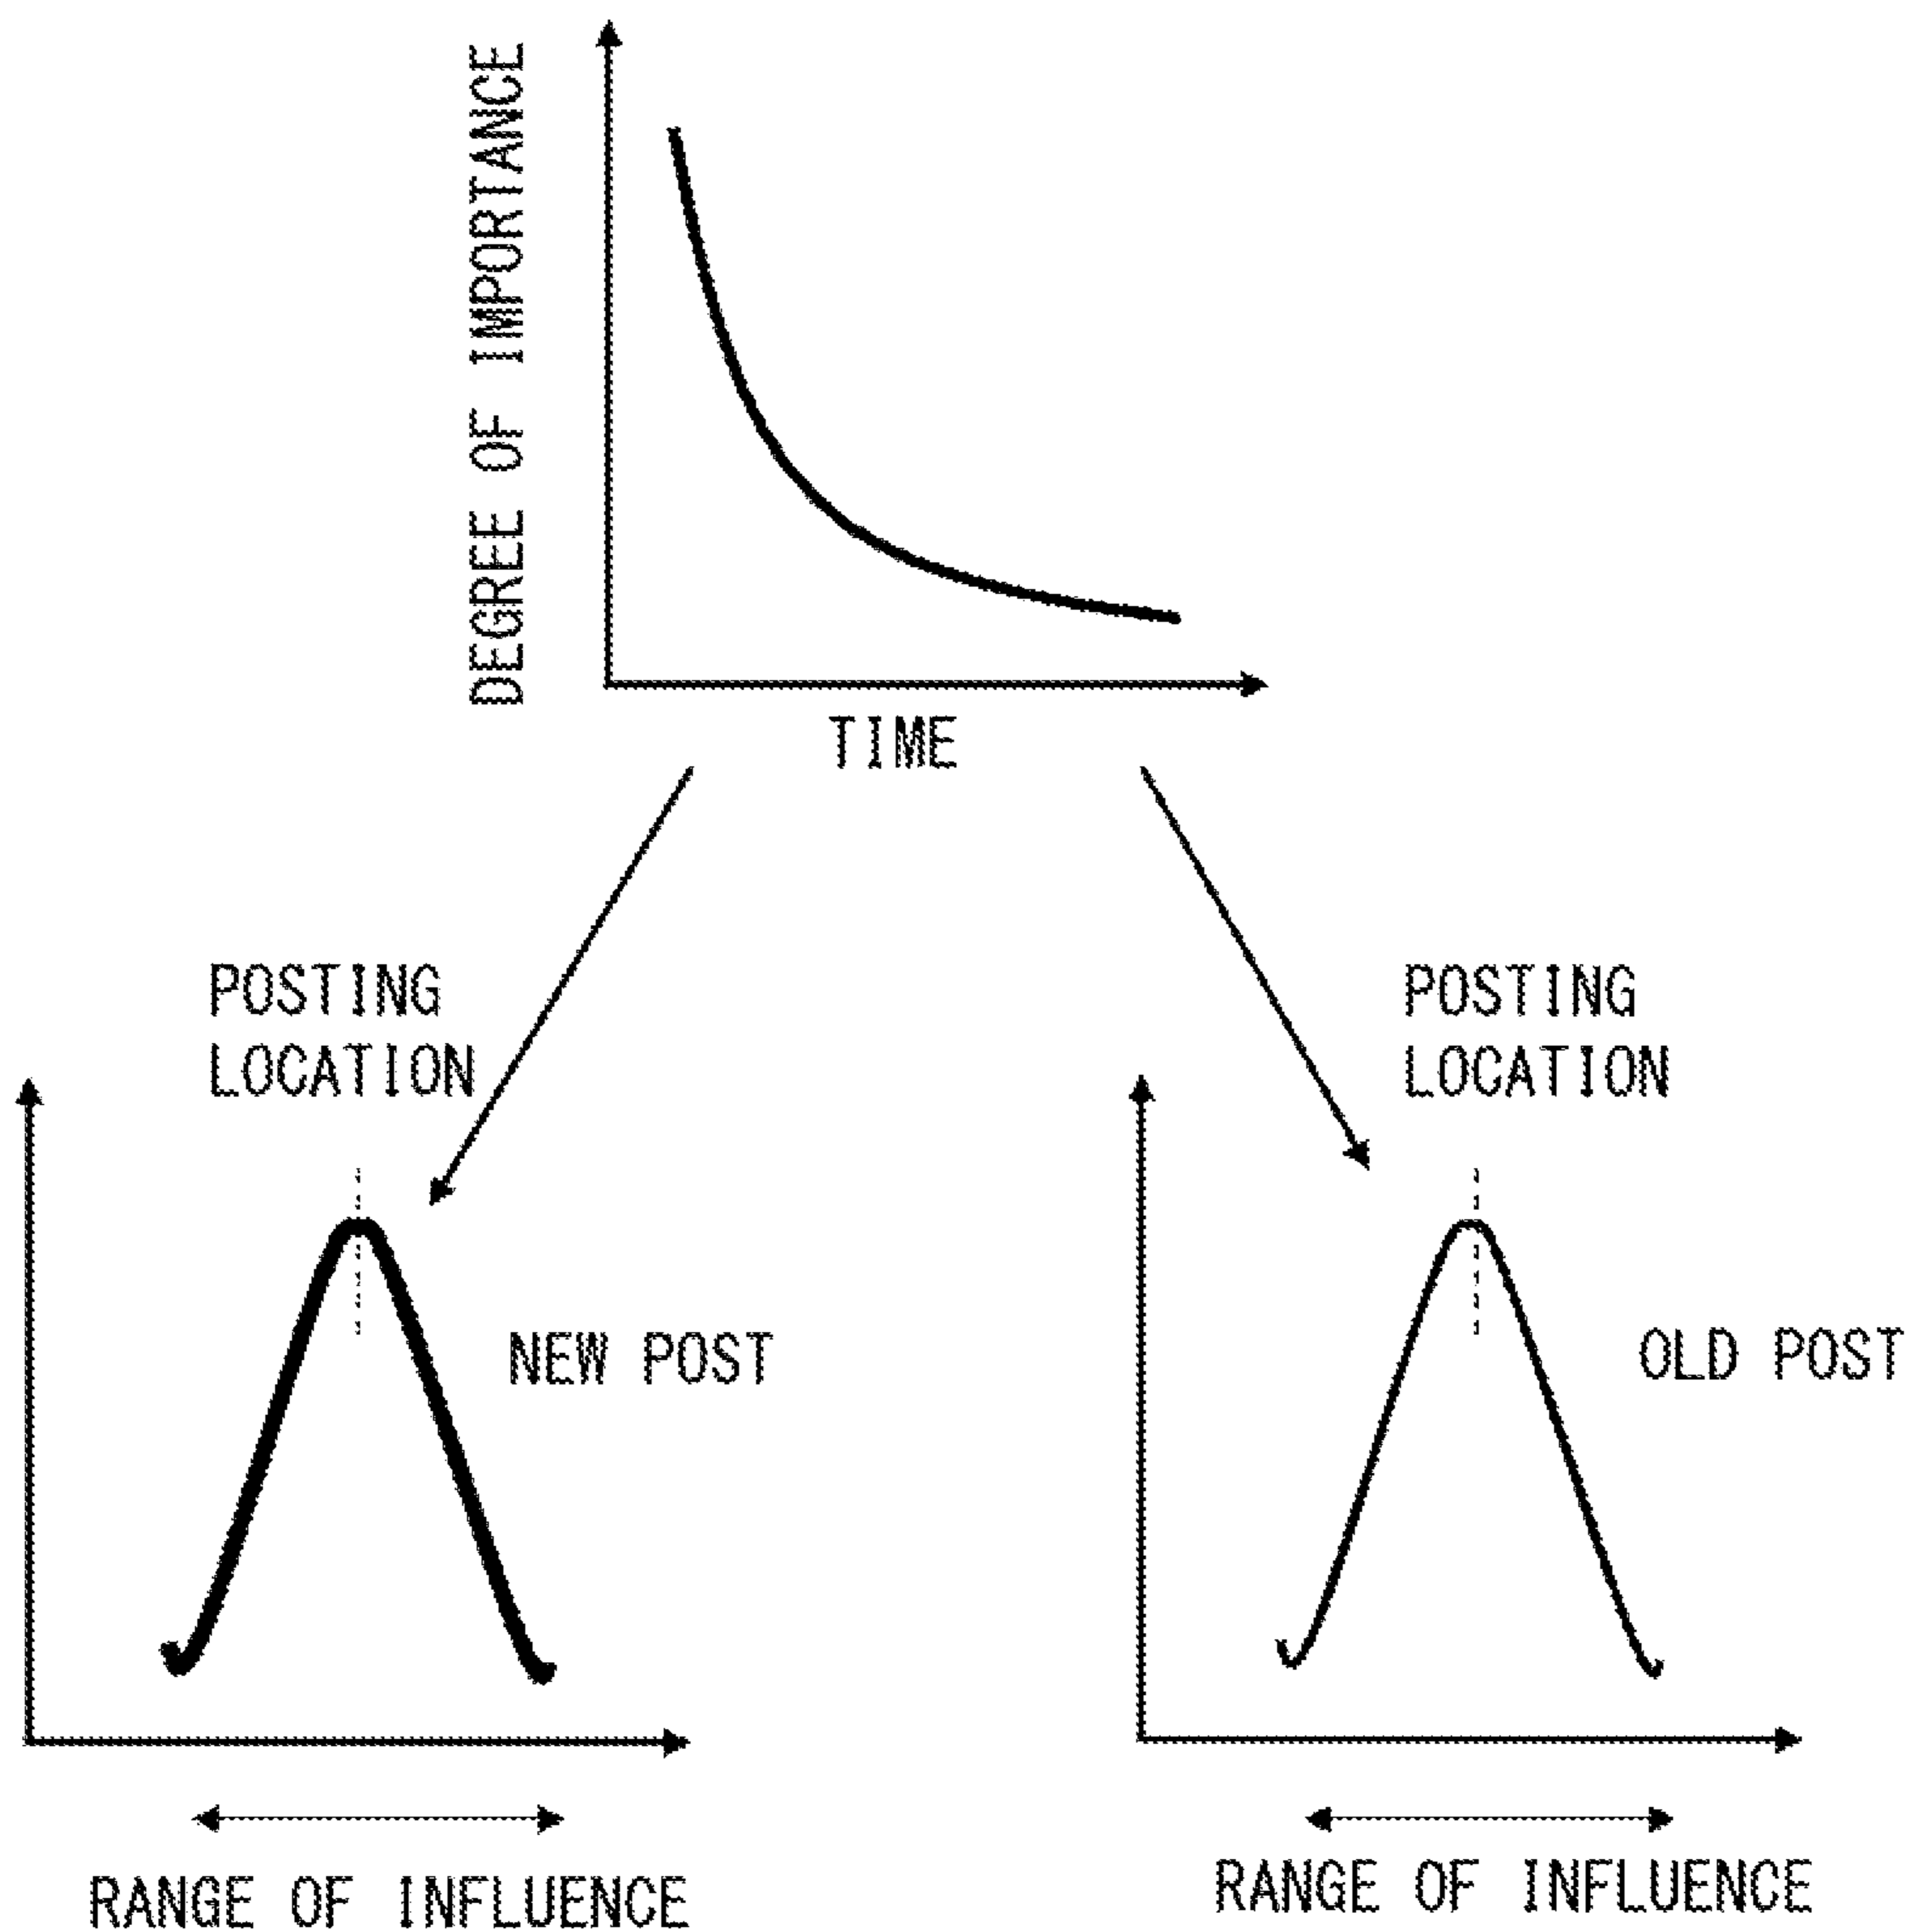 DEGREE OF IMPORTANCE
TIME
POSTING
LOCATION
NEW POST
RANGE OF INFLUENCE
POSTING
LOCATION
OLD POST
RANGE OF INFLUENCE